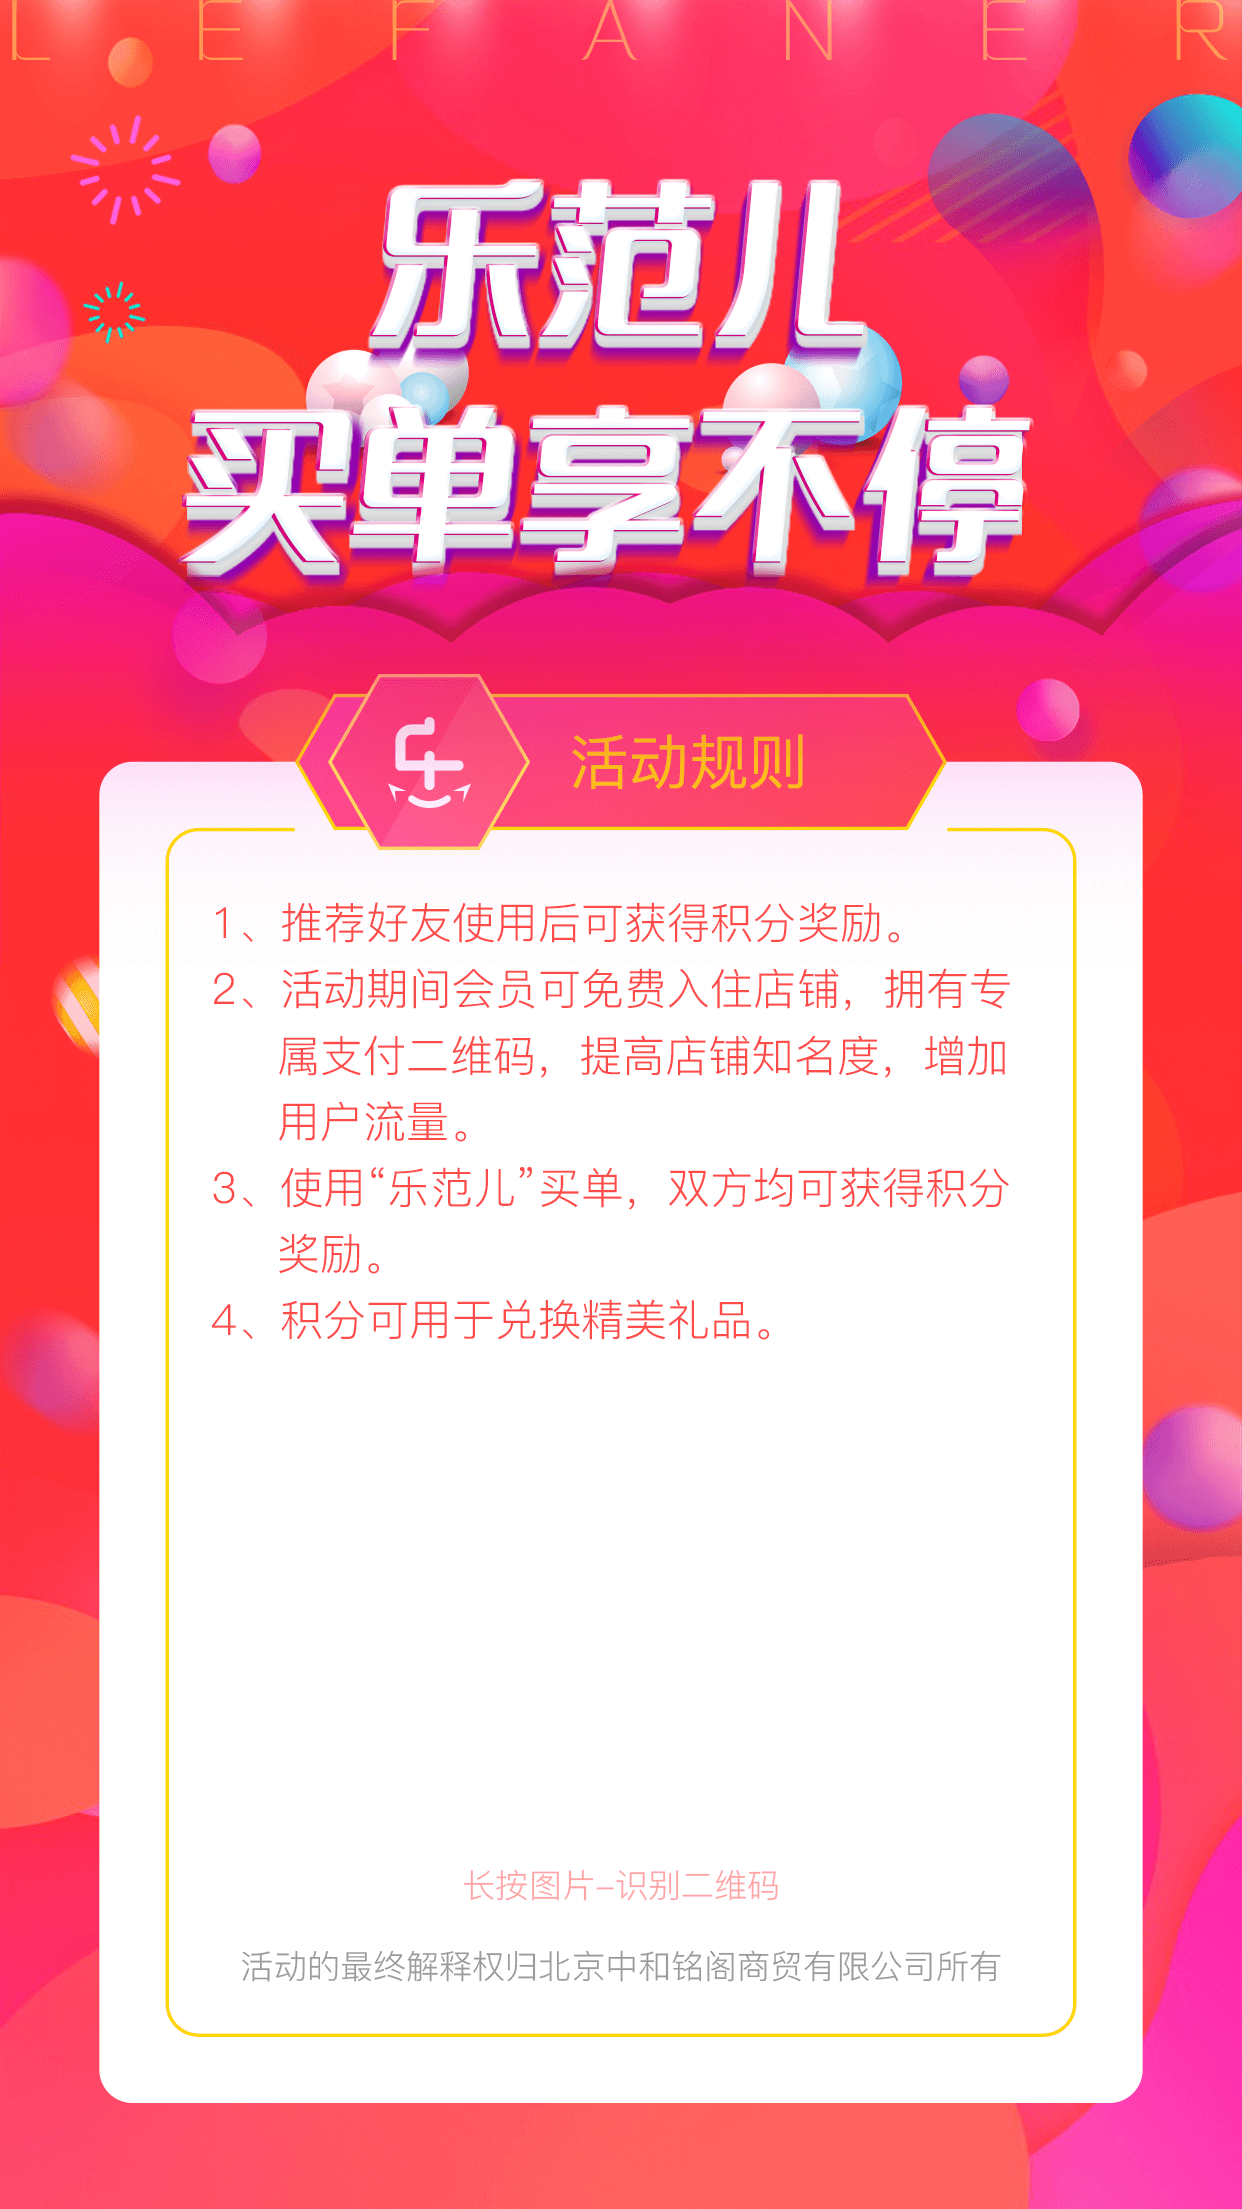 LEFANER
乐范儿
买单享不停
活动规则
1、推荐好友使用后可获得积分奖励。
2、活动期间会员可免费入住店铺，拥有专
属支付二维码，提高店铺知名度，增加
用户流量。
3、使用“乐范儿”买单，双方均可获得积分
奖励。
4、积分可用于兑换精美礼品。
长按图片-识别二维码
活动的最终解释权归北京中和铭阁商贸有限公司所有